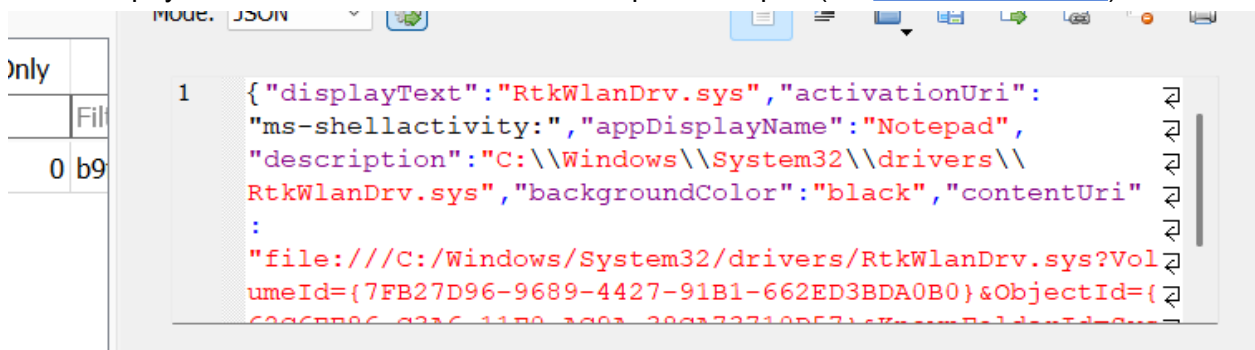 Mode: JSON
Only
Filt
0 b9
1 {"displayText":"RtkWlanDrv.sys","activationUri":
"ms-shellactivity:","appDisplayName":"Notepad",
"description":"C:\\Windows\\System32\\drivers\\
RtkWlanDrv.sys","backgroundColor":"black","contentUri"
:
"file:///C:/Windows/System32/drivers/RtkWlanDrv.sys?Vol
umeId={7FB27D96-9689-4427-91B1-662ED3BDA0B0}&ObjectId={